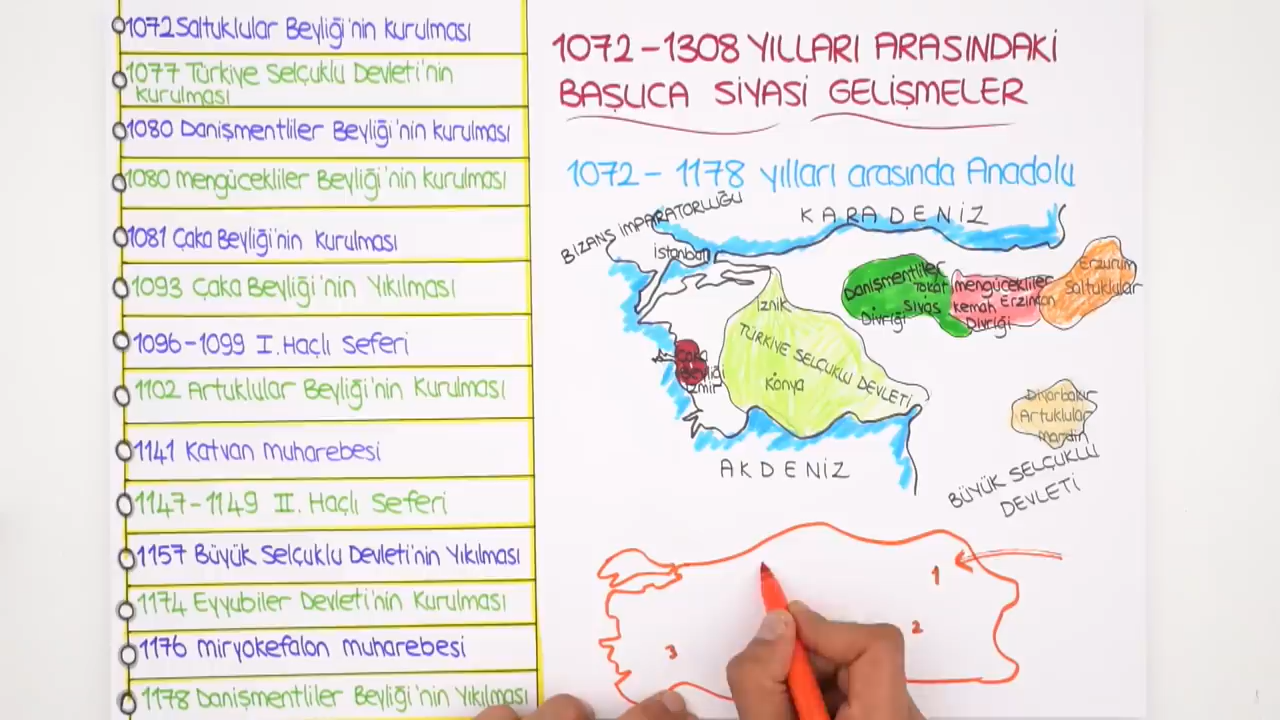 1072 Saltuklular Beyliği'nin Kurulması
1077 Türkiye Selçuklu Devleti'nin
Kurulması
1080 Danişmentliler Beyliği'nin kurulması
1080 mengücekliler Beyliği'nin kurulması
1081 Çaka Beyliği'nin Kurulması
1093 Çaka Beyliği'nin Yıkılması
1096-1099 I. Haçlı Seferi
1102 Artuklular Beyliği'nin Kurulması
1141 Katvan muharebesi
1147-1149 II. Haçlı Seferi
1157 Büyük Selçuklu Devleti'nin Yıkılması
1174 Eyyubiler Devleti'nin Kurulması
1176 miryokefalon muharebesi
1178 Danişmentliler Beyliği'nin Yıkılması
1072-1308 YILLARI ARASINDAKİ
BAŞLICA SİYASİ GELİŞMELER
1072-1178 yılları arasında Anadolu
BİZANS İMPARATORLUĞU
KARADENİZ
İstanbul
İznik
TÜRKİYE SELÇUKLU DEVLETİ
Konya
Çaka
Beyliği
İzmir
Danişmentliler
Tokat
Sivas
Divriği
mengücekliler
Kemah Erzincan
Divriği
Erzurum
Saltuklular
Diyarbakır
Artuklular
Mardin
BÜYÜK SELÇUKLU
DEVLETİ
AKDENİZ
1
2
3